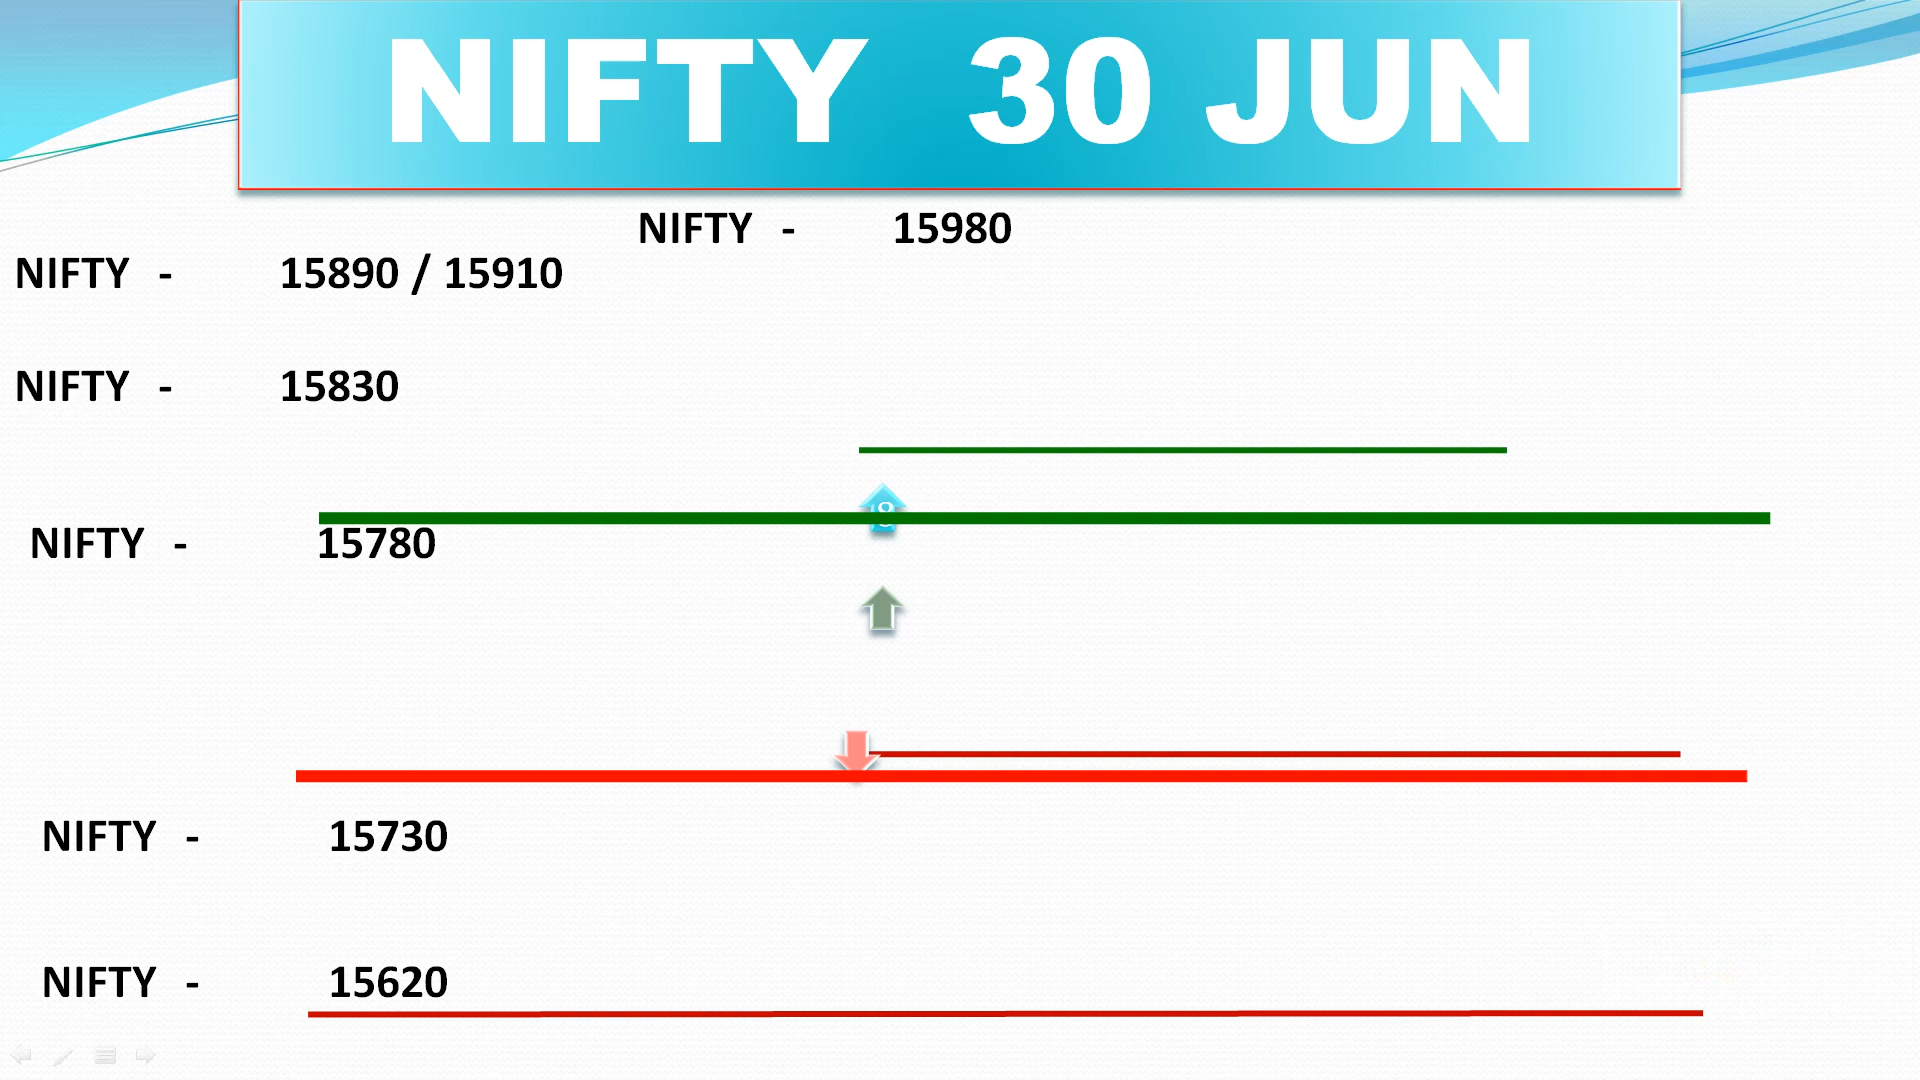 NIFTY 30 JUN
NIFTY - 15980
NIFTY - 15890 / 15910
NIFTY - 15830
NIFTY - 15780
NIFTY - 15730
NIFTY - 15620